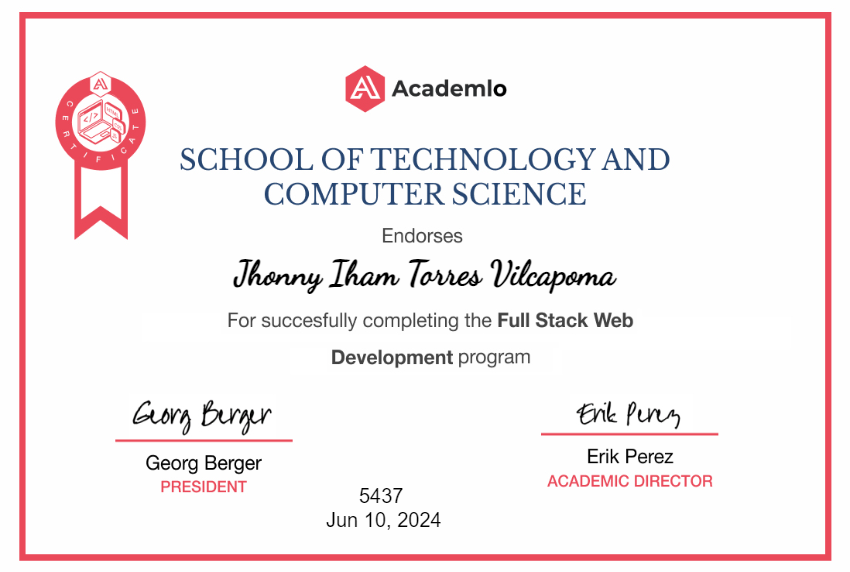 Academlo
CERTIFICATE
SCHOOL OF TECHNOLOGY AND
COMPUTER SCIENCE
Endorses
Jhonny Iham Torres Vilcapoma
For succesfully completing the Full Stack Web
Development program
Georg Berger
Georg Berger
PRESIDENT
Erik Perez
Erik Perez
ACADEMIC DIRECTOR
5437
Jun 10, 2024